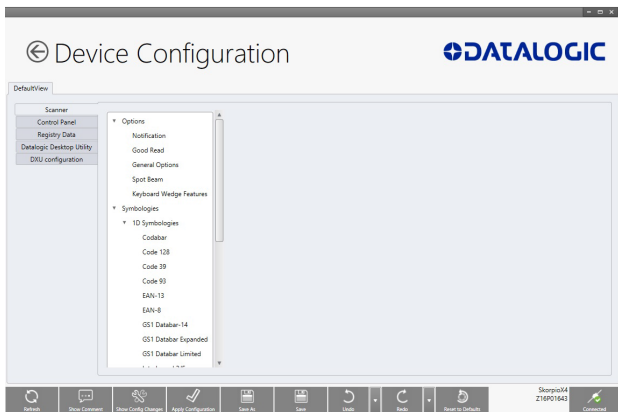 Device Configuration
DATALOGIC
DefaultView
Scanner
Control Panel
Registry Data
Datalogic Desktop Utility
DXU configuration
Options
Notification
Good Read
General Options
Spot Beam
Keyboard Wedge Features
Symbologies
1D Symbologies
Codabar
Code 128
Code 39
Code 93
EAN-13
EAN-8
GS1 Databar-14
GS1 Databar Expanded
GS1 Databar Limited
Refresh
Show Comment
Show Config Changes
Apply Configuration
Save As
Save
Undo
Redo
Reset to Defaults
SkorpioX4
Z16P01643
Connected